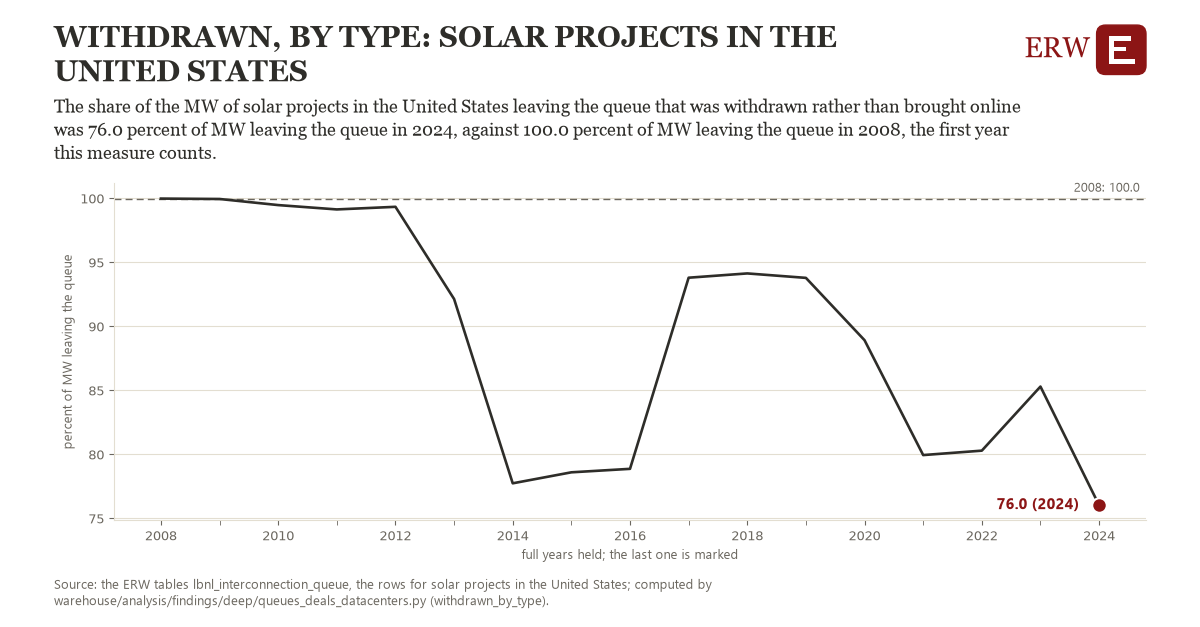 WITHDRAWN, BY TYPE: SOLAR PROJECTS IN THE
UNITED STATES
ERW E
The share of the MW of solar projects in the United States leaving the queue that was withdrawn rather than brought online
was 76.0 percent of MW leaving the queue in 2024, against 100.0 percent of MW leaving the queue in 2008, the first year
this measure counts.
2008: 100.0
100
95
90
85
80
75
percent of MW leaving the queue
76.0 (2024)
2008 2010 2012 2014 2016 2018 2020 2022 2024
full years held; the last one is marked
Source: the ERW tables lbnl_interconnection_queue, the rows for solar projects in the United States; computed by
warehouse/analysis/findings/deep/queues_deals_datacenters.py (withdrawn_by_type).